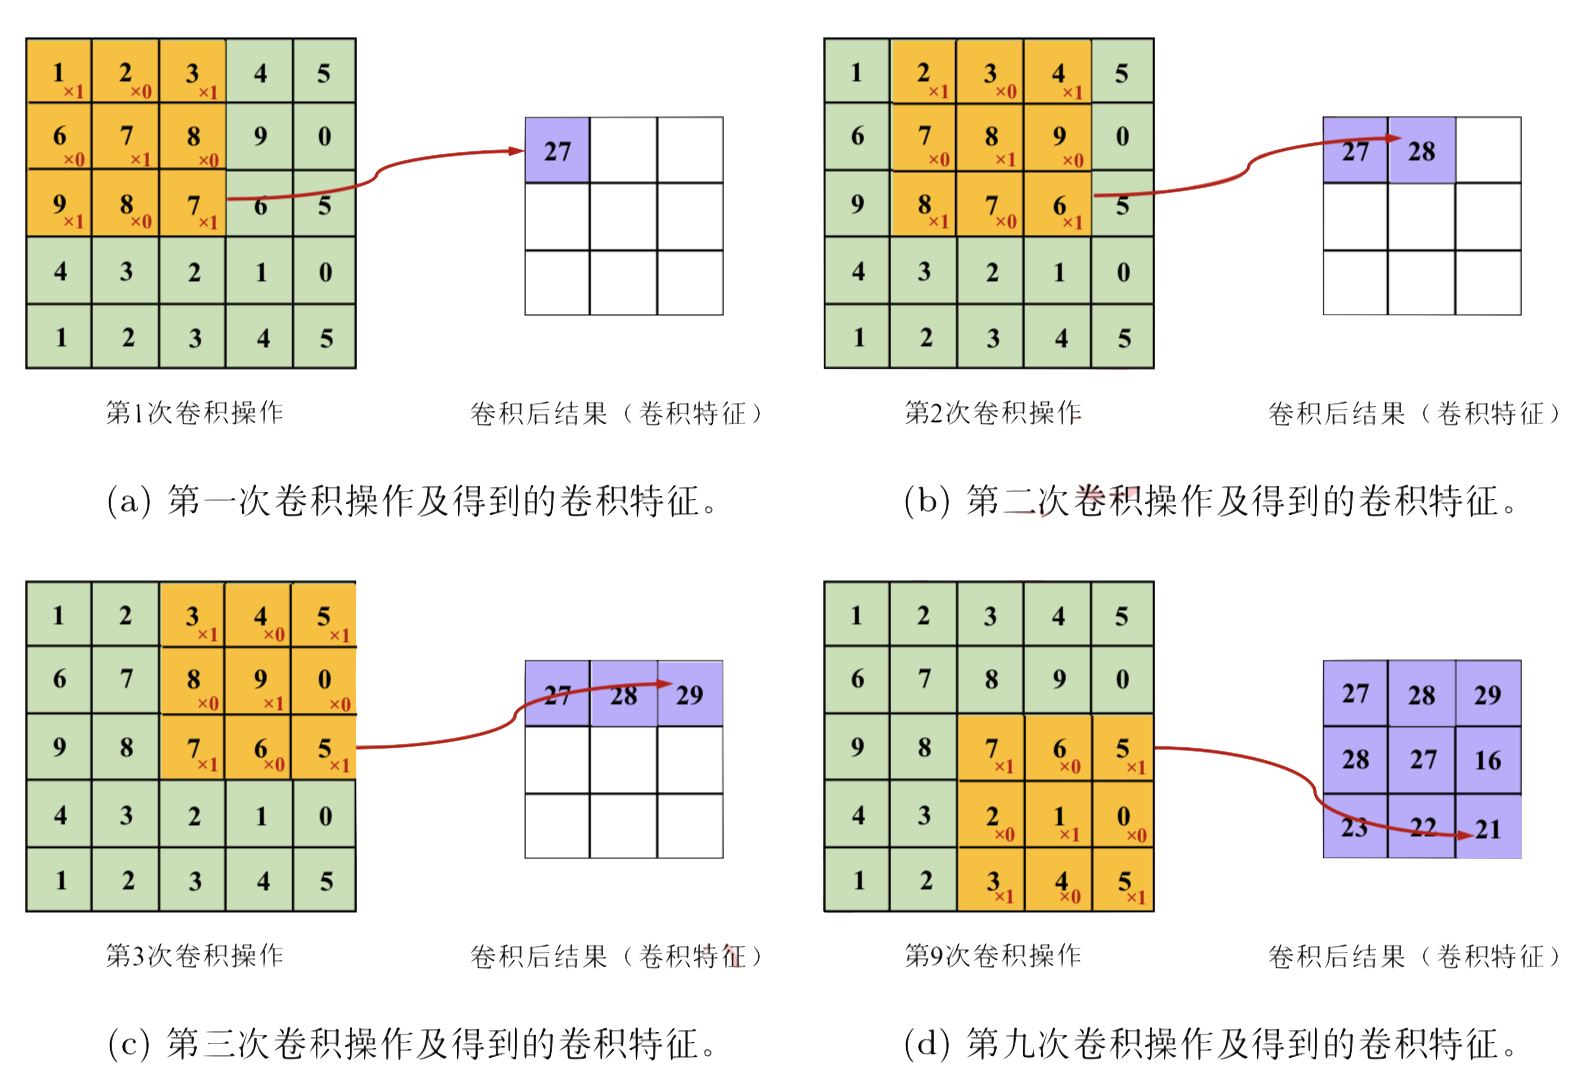 1 ×1 2 ×0 3 ×1 4 5
6 ×0 7 ×1 8 ×0 9 0
9 ×1 8 ×0 7 ×1 6 5
4 3 2 1 0
1 2 3 4 5
27
第1次卷积操作
卷积后结果（卷积特征）
(a) 第一次卷积操作及得到的卷积特征。
1 2 ×1 3 ×0 4 ×1 5
6 7 ×0 8 ×1 9 ×0 0
9 8 ×1 7 ×0 6 ×1 5
4 3 2 1 0
1 2 3 4 5
27 28
第2次卷积操作
卷积后结果（卷积特征）
(b) 第二次卷积操作及得到的卷积特征。
1 2 3 ×1 4 ×0 5 ×1
6 7 8 ×0 9 ×1 0 ×0
9 8 7 ×1 6 ×0 5 ×1
4 3 2 1 0
1 2 3 4 5
27 28 29
第3次卷积操作
卷积后结果（卷积特征）
(c) 第三次卷积操作及得到的卷积特征。
1 2 3 4 5
6 7 8 9 0
9 8 7 ×1 6 ×0 5 ×1
4 3 2 ×0 1 ×1 0 ×0
1 2 3 ×1 4 ×0 5 ×1
27 28 29
28 27 16
23 22 21
第9次卷积操作
卷积后结果（卷积特征）
(d) 第九次卷积操作及得到的卷积特征。